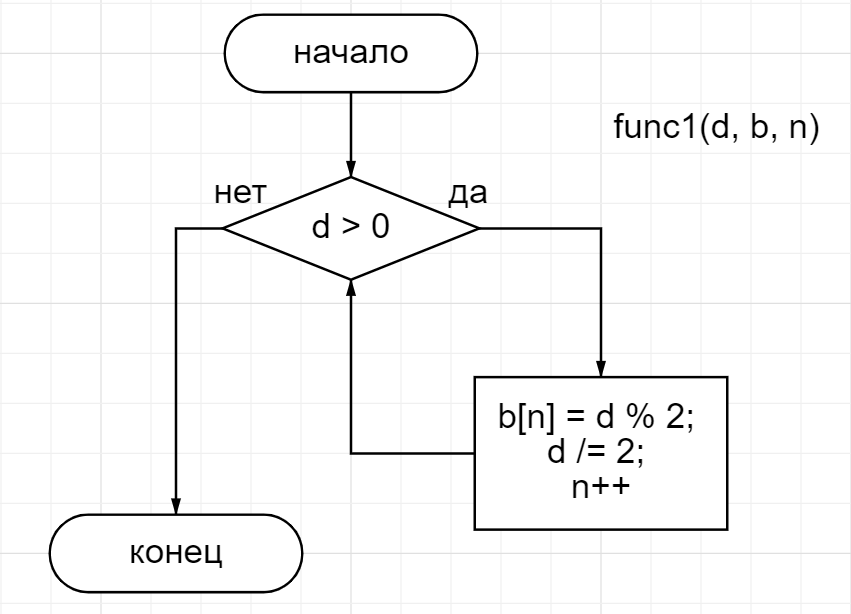 начало
func1(d, b, n)
нет
да
d > 0
b[n] = d % 2;
d /= 2;
n++
конец